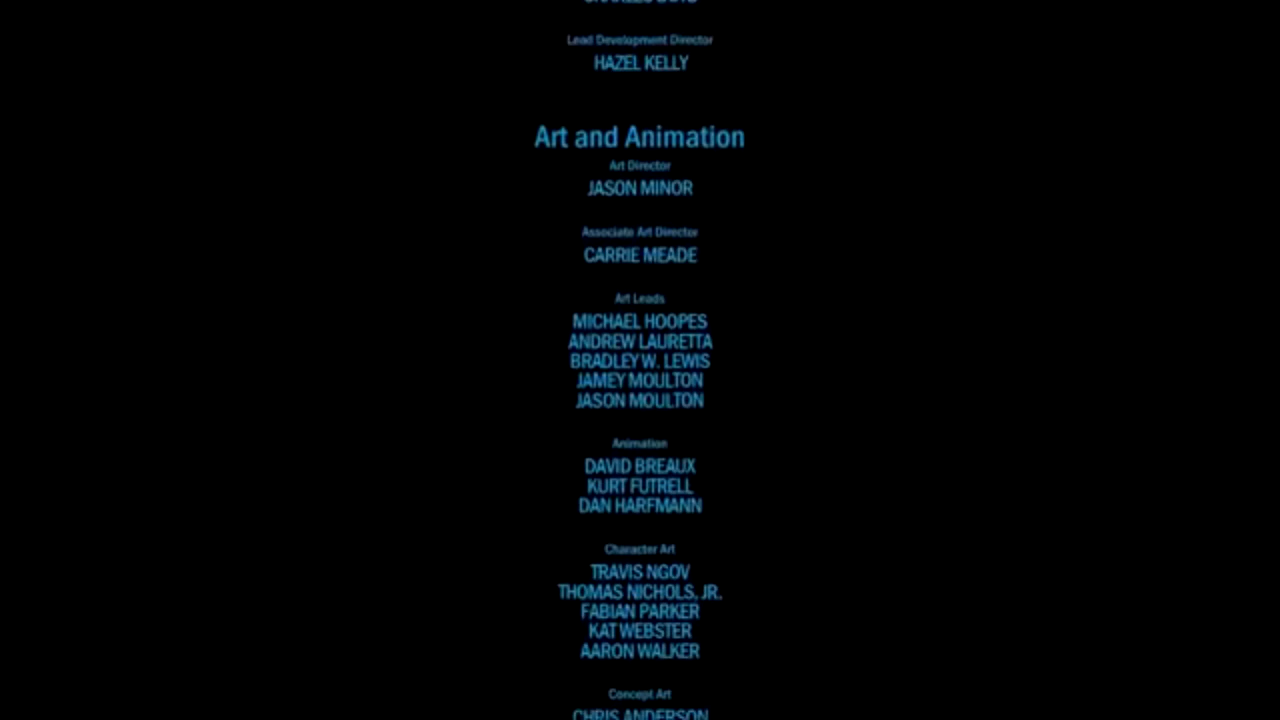 Lead Development Director
HAZEL KELLY
Art and Animation
Art Director
JASON MINOR
Associate Art Director
CARRIE MEADE
Art Leads
MICHAEL HOOPES
ANDREW LAURETTA
BRADLEY W. LEWIS
JAMEY MOULTON
JASON MOULTON
Animation
DAVID BREAUX
KURT FUTRELL
DAN HARFMANN
Character Art
TRAVIS NGOV
THOMAS NICHOLS, JR.
FABIAN PARKER
KAT WEBSTER
AARON WALKER
Concept Art
CHRIS ANDERSON